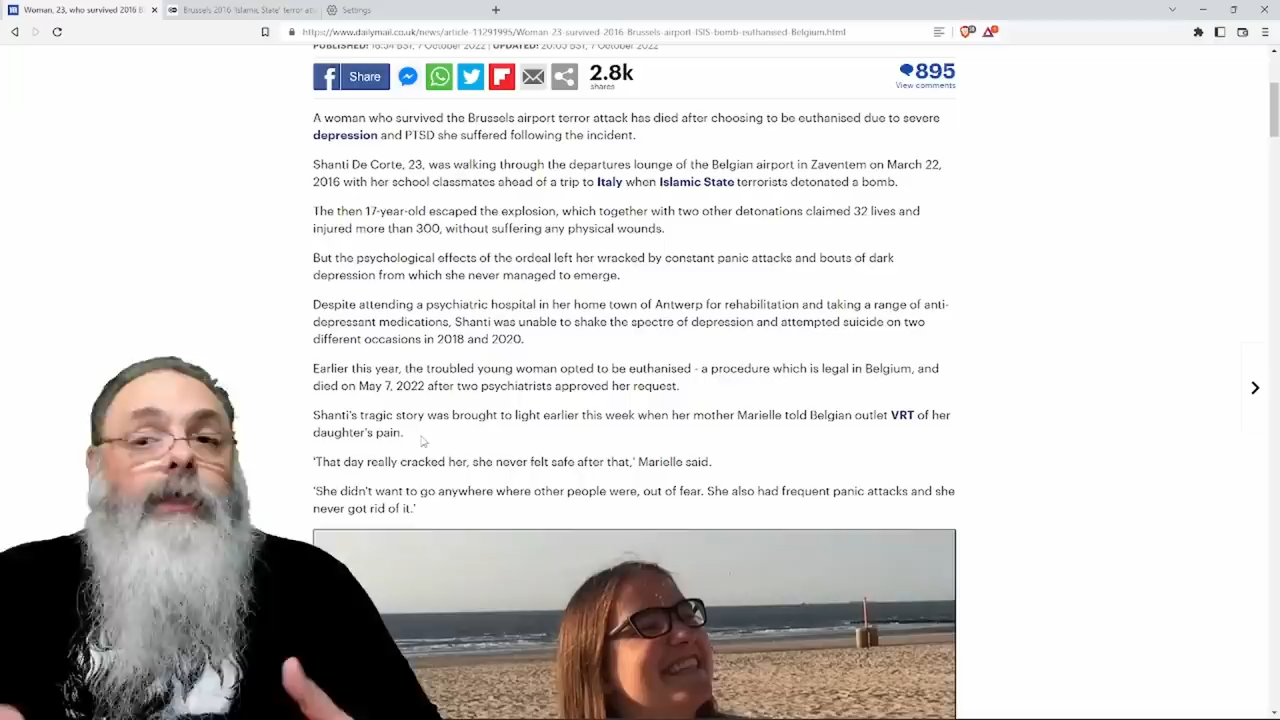 Woman, 23, who survived 2016 B
Brussels 2016 'Islamic State' terror att
Settings
https://www.dailymail.co.uk/news/article-11291995/Woman-23-survived-2016-Brussels-airport-ISIS-bomb-euthanised-Belgium.html
PUBLISHED: 16:54 BST, 7 October 2022 | UPDATED: 20:05 BST, 7 October 2022
Share
2.8k
shares
895
View comments
A woman who survived the Brussels airport terror attack has died after choosing to be euthanised due to severe
depression and PTSD she suffered following the incident.
Shanti De Corte, 23, was walking through the departures lounge of the Belgian airport in Zaventem on March 22,
2016 with her school classmates ahead of a trip to Italy when Islamic State terrorists detonated a bomb.
The then 17-year-old escaped the explosion, which together with two other detonations claimed 32 lives and
injured more than 300, without suffering any physical wounds.
But the psychological effects of the ordeal left her wracked by constant panic attacks and bouts of dark
depression from which she never managed to emerge.
Despite attending a psychiatric hospital in her home town of Antwerp for rehabilitation and taking a range of anti-
depressant medications, Shanti was unable to shake the spectre of depression and attempted suicide on two
different occasions in 2018 and 2020.
Earlier this year, the troubled young woman opted to be euthanised - a procedure which is legal in Belgium, and
died on May 7, 2022 after two psychiatrists approved her request.
Shanti's tragic story was brought to light earlier this week when her mother Marielle told Belgian outlet VRT of her
daughter's pain.
'That day really cracked her, she never felt safe after that,' Marielle said.
'She didn't want to go anywhere where other people were, out of fear. She also had frequent panic attacks and she
never got rid of it.'